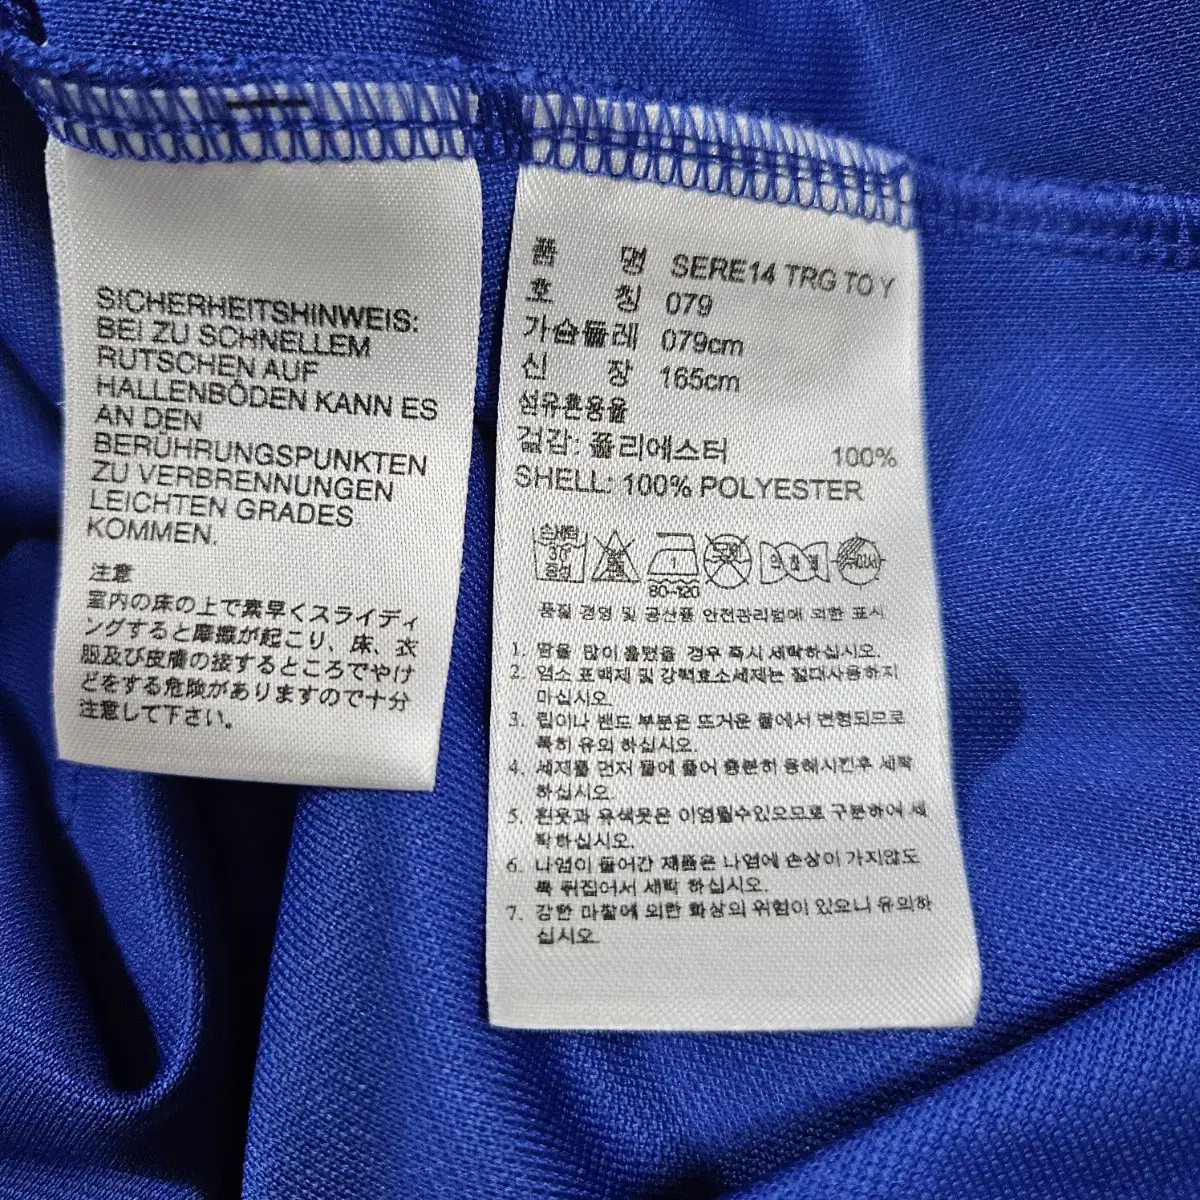 SICHERHEITSHINWEIS:
BEI ZU SCHNELLEM
RUTSCHEN AUF
HALLENBÖDEN KANN ES
AN DEN
BERÜHRUNGSPUNKTEN
ZU VERBRENNUNGEN
LEICHTEN GRADES
KOMMEN.
注意
室内の床の上で素早くスライディ
ングすると摩擦が起こり、床、衣
服及び皮膚の接するところでやけ
どをする危険がありますので十分
注意して下さい。
품 명 SERE14 TRG TO Y
호 칭 079
가슴둘레 079cm
신 장 165cm
섬유혼용율
겉감: 폴리에스터 100%
SHELL: 100% POLYESTER
손세탁
30°
중성
80~120
품질 경영 및 공산품 안전관리법에 의한 표시
1. 땀을 많이 흘렸을 경우 즉시 세탁하십시오.
2. 염소 표백제 및 강력효소세제는 절대사용하지
마십시오.
3. 립이나 밴드 부분은 뜨거운 물에서 변형되므로
특히 유의 하십시오.
4. 세제를 먼저 물에 풀어 충분히 용해시킨후 세탁
하십시오.
5. 흰옷과 유색옷은 이염될수있으므로 구분하여 세
탁하십시오.
6. 나염이 들어간 제품은 나염에 손상이 가지않도
록 뒤집어서 세탁 하십시오.
7. 강한 마찰에 의한 화상의 위험이 있으니 유의하
십시오.